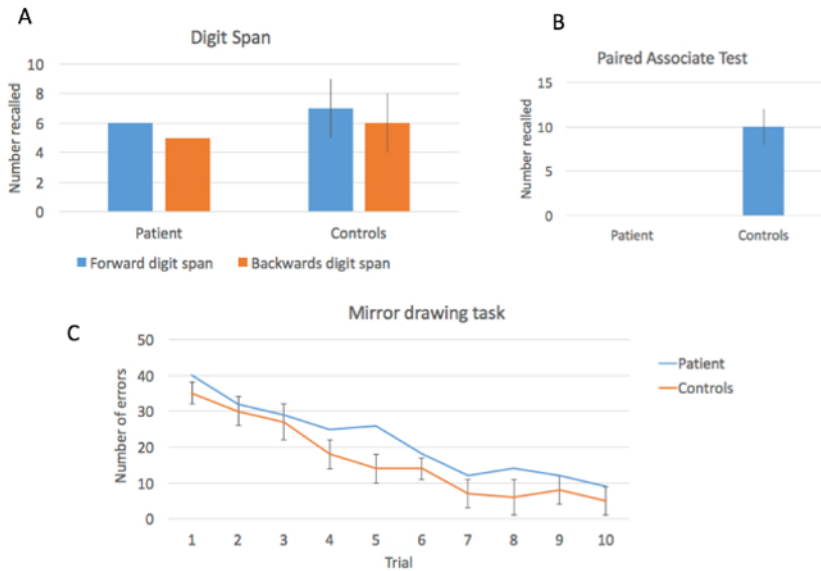 A
Digit Span
Number recalled
10
8
6
4
2
0
Patient
Controls
Forward digit span
Backwards digit span
B
Paired Associate Test
Number recalled
15
10
5
0
Patient
Controls
C
Mirror drawing task
Number of errors
50
40
30
20
10
0
1 2 3 4 5 6 7 8 9 10
Trial
Patient
Controls